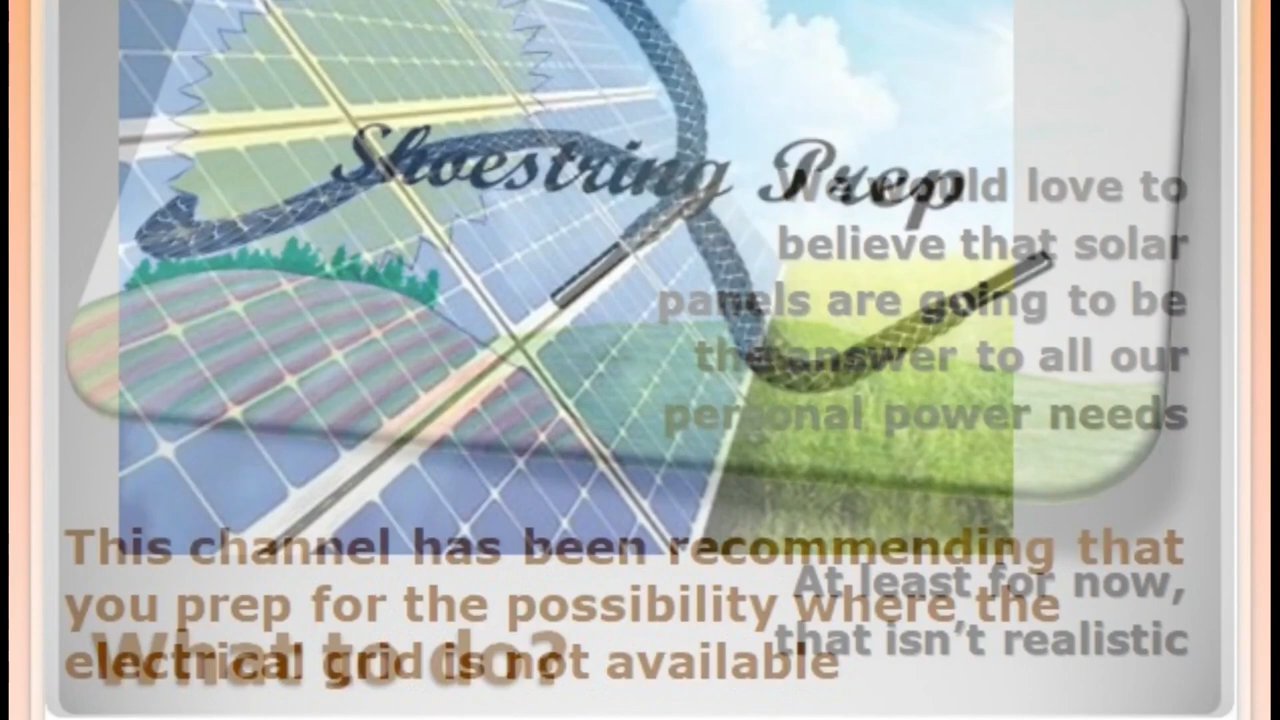 Shoestring Prep
We would love to
believe that solar
panels are going to be
the answer to all our
personal power needs
This channel has been recommending that
you prep for the possibility where the
electrical grid is not available
At least for now,
that isn't realistic
What to do?